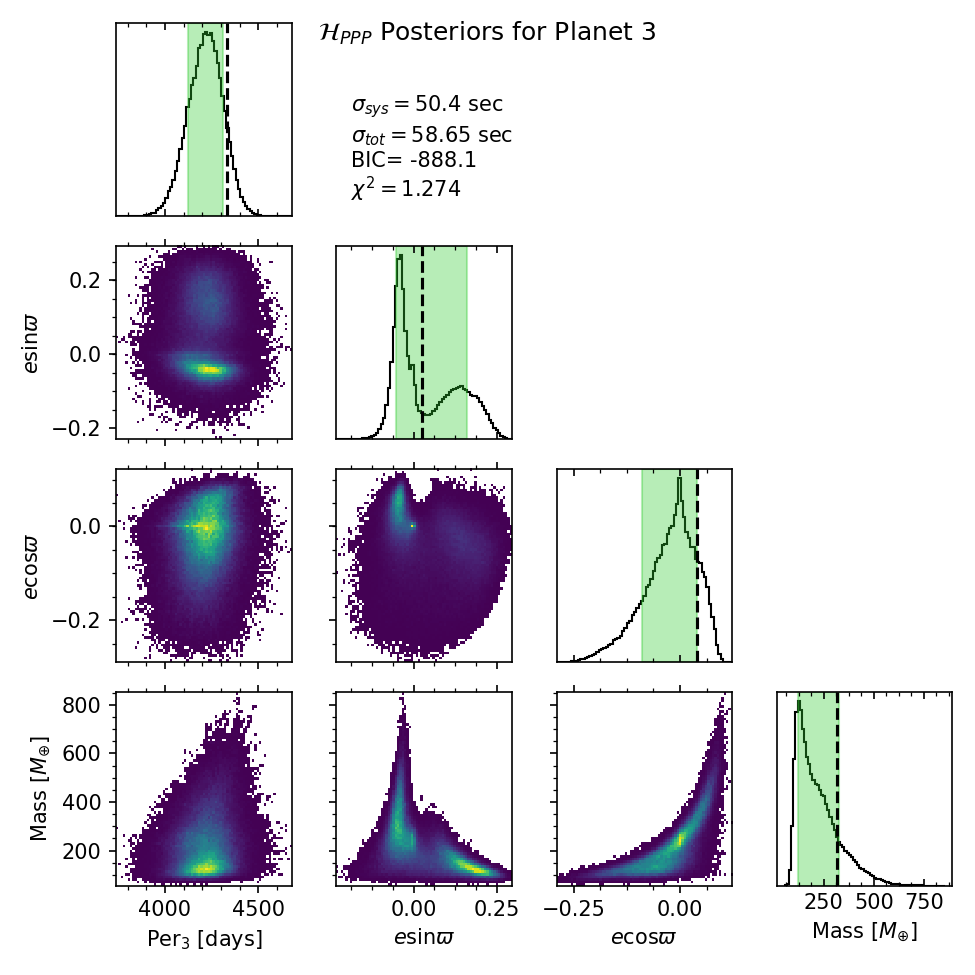 ℋ_PPP Posteriors for Planet 3
σ_sys = 50.4 sec
σ_tot = 58.65 sec
BIC= -888.1
χ² = 1.274
esinϖ
0.2
0.0
−0.2
ecosϖ
0.0
−0.2
Mass [M⊕]
800
600
400
200
4000 4500
Per₃ [days]
0.00 0.25
esinϖ
−0.25 0.00
ecosϖ
250 500 750
Mass [M⊕]